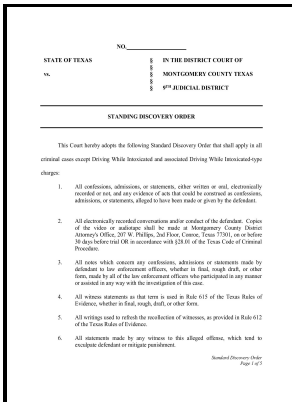 NO.
STATE OF TEXAS § IN THE DISTRICT COURT OF
§
vs. § MONTGOMERY COUNTY TEXAS
§
§ 9TH JUDICIAL DISTRICT
STANDING DISCOVERY ORDER
This Court hereby adopts the following Standard Discovery Order that shall apply in all
criminal cases except Driving While Intoxicated and associated Driving While Intoxicated-type
charges:
1. All confessions, admissions, or statements, either written or oral, electronically
recorded or not, and any evidence of acts that could be construed as confessions,
admissions, or statements, alleged to have been made or given by the defendant.
2. All electronically recorded conversations and/or conduct of the defendant. Copies
of the video or audiotape shall be made at Montgomery County District
Attorney's Office, 207 W. Phillips, 2nd Floor, Conroe, Texas 77301, on or before
30 days before trial OR in accordance with §28.01 of the Texas Code of Criminal
Procedure.
3. All notes which concern any confessions, admissions or statements made by
defendant to law enforcement officers, whether in final, rough draft, or other
form, made by all of the law enforcement officers who participated in any manner
or assisted in any way with the investigation of this case.
4. All witness statements as that term is used in Rule 615 of the Texas Rules of
Evidence, whether in final, rough, draft, or other form.
5. All writings used to refresh the recollection of witnesses, as provided in Rule 612
of the Texas Rules of Evidence.
6. All statements made by any witness to this alleged offense, which tend to
exculpate defendant or mitigate punishment.
Standard Discovery Order
Page 1 of 5